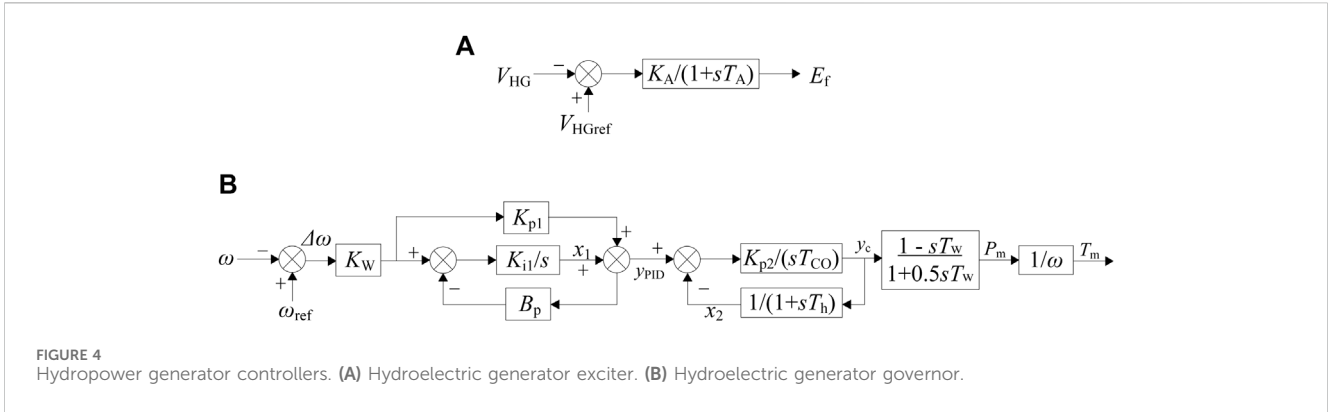 A
V_HG
−
K_A/(1+sT_A)
E_f
+
V_HGref
B
K_p1
ω
−
Δω
K_W
+
K_i1/s
x_1
+
+
y_PID
+
K_p2/(sT_CO)
y_c
1 - sT_w
1+0.5sT_w
P_m
1/ω
T_m
+
ω_ref
−
B_p
−
x_2
1/(1+sT_h)
FIGURE 4
Hydropower generator controllers. (A) Hydroelectric generator exciter. (B) Hydroelectric generator governor.